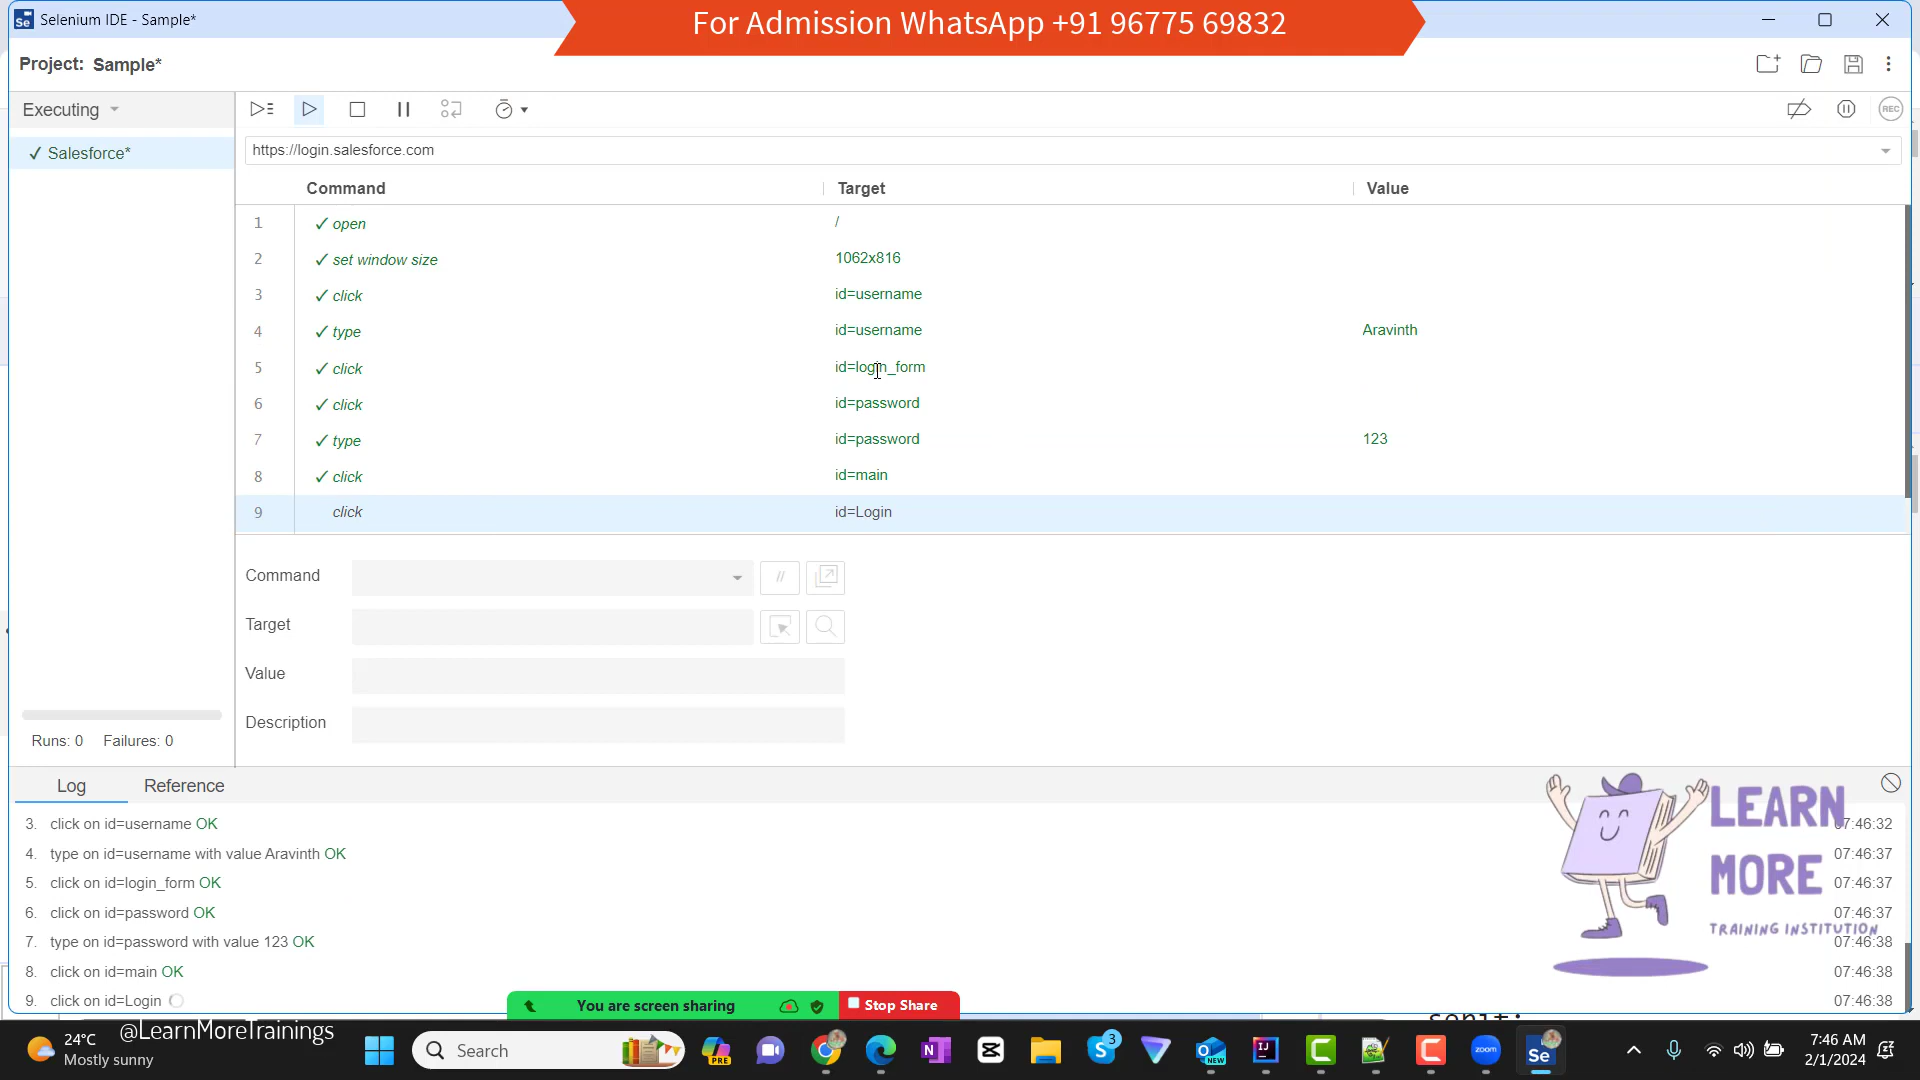 Selenium IDE - Sample*
For Admission WhatsApp +91 96775 69832
Project: Sample*
Executing
REC
✓ Salesforce*
https://login.salesforce.com
Command Target Value
1 ✓ open /
2 ✓ set window size 1062x816
3 ✓ click id=username
4 ✓ type id=username Aravinth
5 ✓ click id=login_form
6 ✓ click id=password
7 ✓ type id=password 123
8 ✓ click id=main
9 click id=Login
Command //
Target
Value
Description
Runs: 0 Failures: 0
Log Reference
3. click on id=username OK 07:46:32
4. type on id=username with value Aravinth OK 07:46:37
5. click on id=login_form OK 07:46:37
6. click on id=password OK 07:46:37
7. type on id=password with value 123 OK 07:46:38
8. click on id=main OK 07:46:38
9. click on id=Login 07:46:38
LEARN
MORE
TRAINING INSTITUTION
You are screen sharing Stop Share
@LearnMoreTrainings
24°C
Mostly sunny
Search
PRE
3
NEW
zoom
Se
7:46 AM
2/1/2024